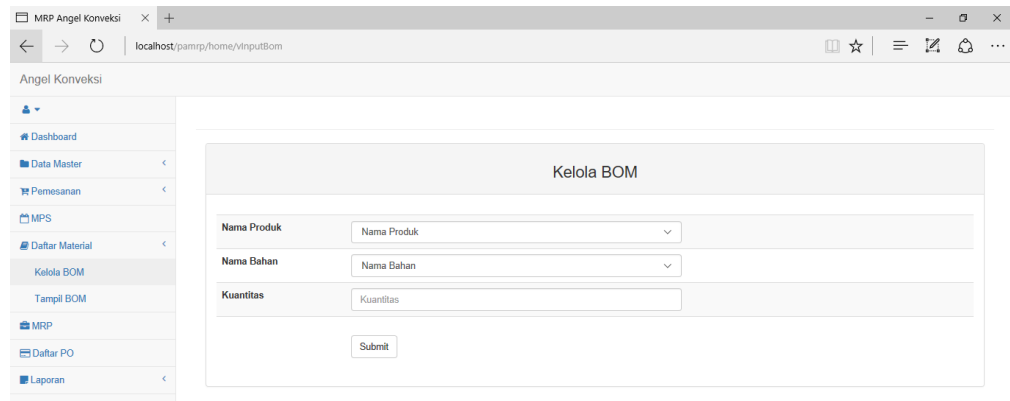 MRP Angel Konveksi
localhost/pamrp/home/vInputBom
Angel Konveksi
Dashboard
Data Master
Pemesanan
MPS
Daftar Material
Kelola BOM
Tampil BOM
MRP
Daftar PO
Laporan
Kelola BOM
Nama Produk
Nama Produk
Nama Bahan
Nama Bahan
Kuantitas
Kuantitas
Submit